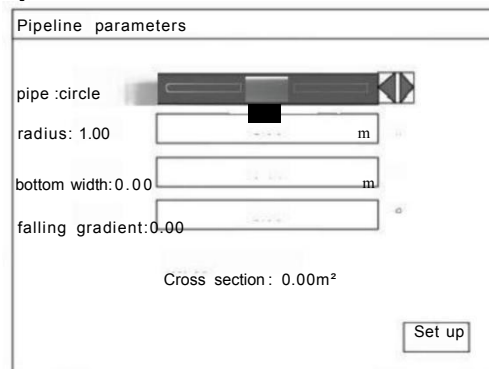 Pipeline parameters
pipe :circle
radius: 1.00 m
bottom width:0.00 m
falling gradient:0.00
Cross section: 0.00m²
Set up